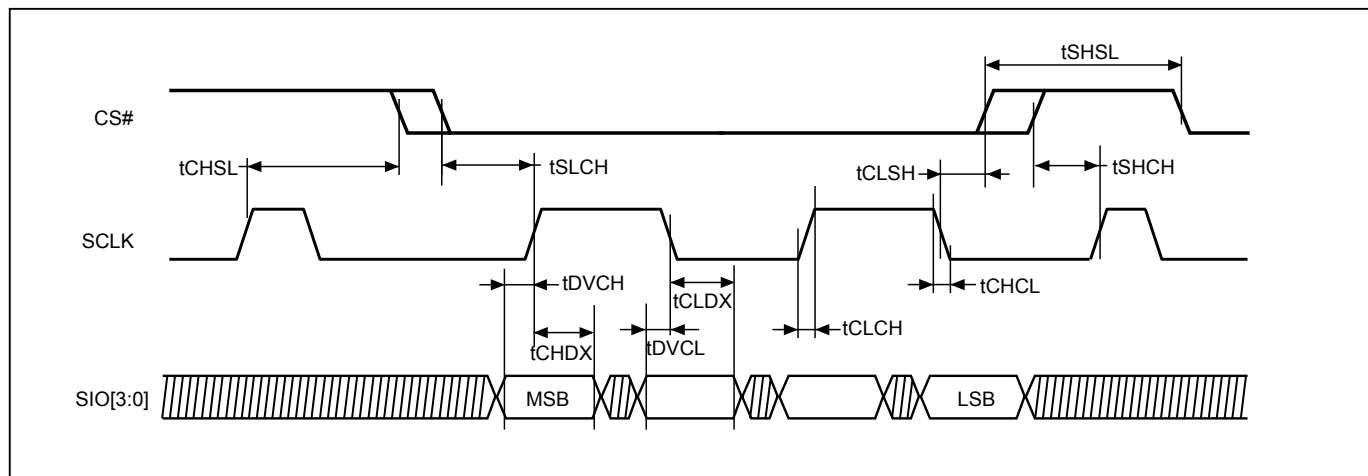 tSHSL
CS#
tCHSL
tSLCH
tCLSH
tSHCH
SCLK
tDVCH
tCLDX
tCHCL
tCLCH
tCHDX
tDVCL
SIO[3:0]
MSB
LSB